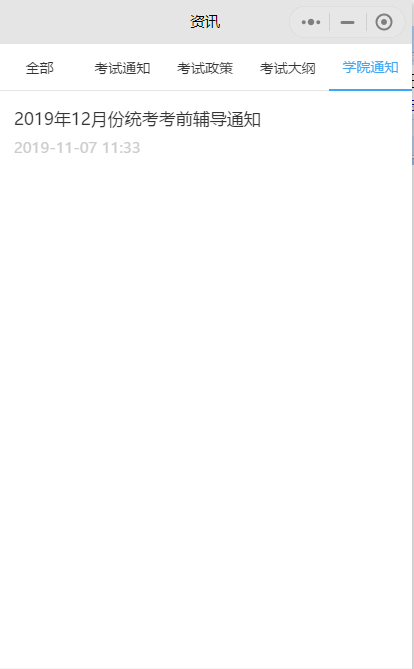 资讯
全部 考试通知 考试政策 考试大纲 学院通知
2019年12月份统考考前辅导通知
2019-11-07 11:33